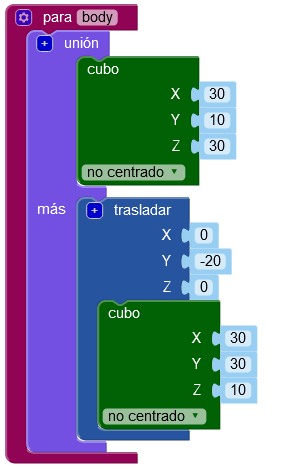 para body
+ unión
cubo
X 30
Y 10
Z 30
no centrado ▾
más + trasladar
X 0
Y -20
Z 0
cubo
X 30
Y 30
Z 10
no centrado ▾